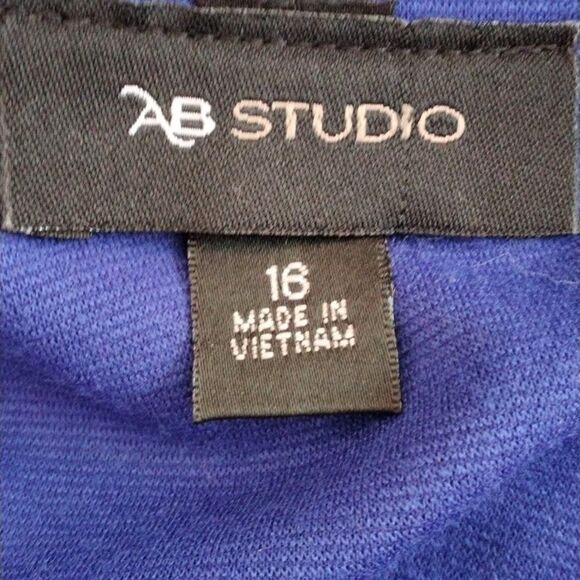 AB STUDIO
16
MADE IN
VIETNAM